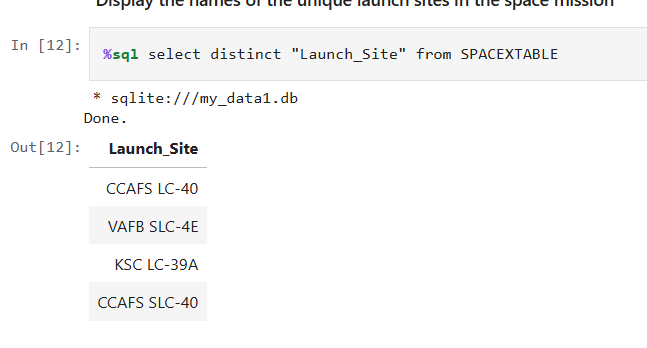 Display the names of the unique launch sites in the space mission
In [12]: %sql select distinct "Launch_Site" from SPACEXTABLE
* sqlite:///my_data1.db
Done.
Out[12]: Launch_Site
CCAFS LC-40
VAFB SLC-4E
KSC LC-39A
CCAFS SLC-40